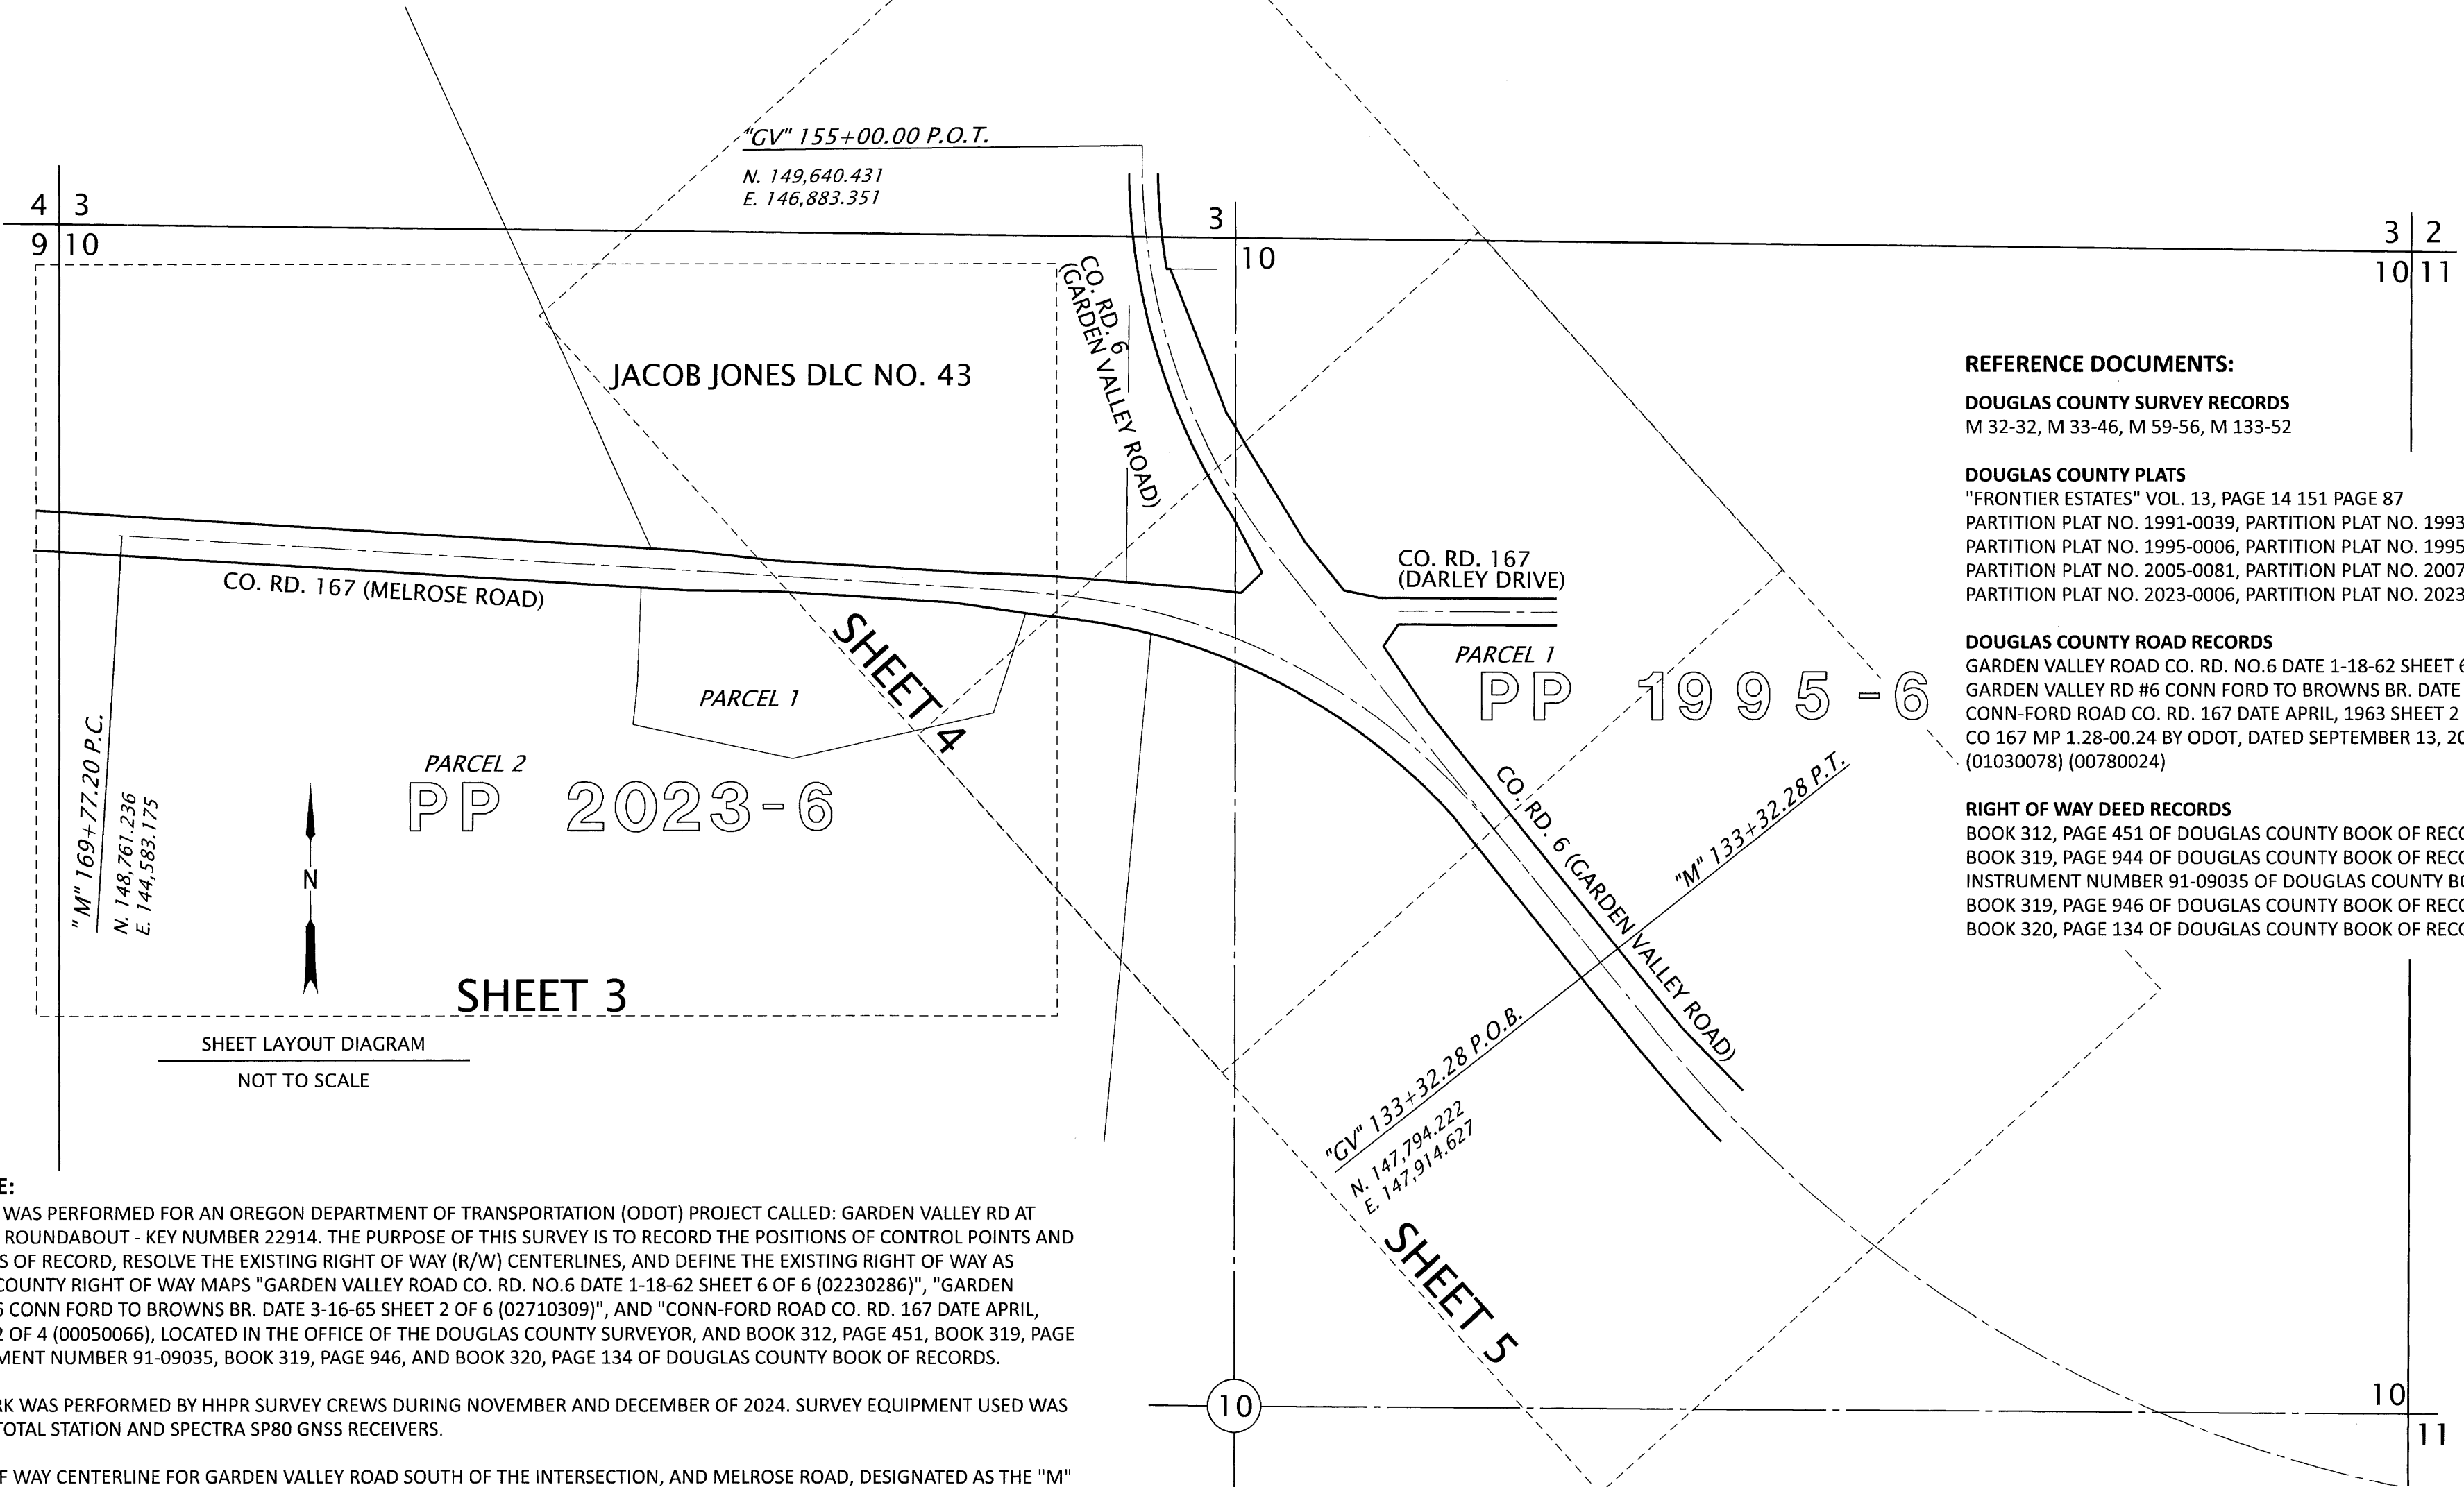 "GV" 155+00.00 P.O.T.
N. 149,640.431
E. 146,883.351
4 3
9 10
3
10
3 2
10 11
CO. RD. 6
(GARDEN VALLEY ROAD)
JACOB JONES DLC NO. 43
CO. RD. 167 (MELROSE ROAD)
CO. RD. 167
(DARLEY DRIVE)
PARCEL 1
PP 1995-6
SHEET 4
PARCEL 1
PARCEL 2
PP 2023-6
"M" 169+77.20 P.C.
N. 148,761.236
E. 144,583.175
N
SHEET 3
SHEET LAYOUT DIAGRAM
NOT TO SCALE
CO. RD. 6 (GARDEN VALLEY ROAD)
"M" 133+32.28 P.T.
"GV" 133+32.28 P.O.B.
N. 147,794.222
E. 147,914.627
SHEET 5
10
10
11
REFERENCE DOCUMENTS:
DOUGLAS COUNTY SURVEY RECORDS
M 32-32, M 33-46, M 59-56, M 133-52
DOUGLAS COUNTY PLATS
"FRONTIER ESTATES" VOL. 13, PAGE 14 151 PAGE 87
PARTITION PLAT NO. 1991-0039, PARTITION PLAT NO. 1993
PARTITION PLAT NO. 1995-0006, PARTITION PLAT NO. 1995
PARTITION PLAT NO. 2005-0081, PARTITION PLAT NO. 2007
PARTITION PLAT NO. 2023-0006, PARTITION PLAT NO. 2023
DOUGLAS COUNTY ROAD RECORDS
GARDEN VALLEY ROAD CO. RD. NO.6 DATE 1-18-62 SHEET 6
GARDEN VALLEY RD #6 CONN FORD TO BROWNS BR. DATE
CONN-FORD ROAD CO. RD. 167 DATE APRIL, 1963 SHEET 2
CO 167 MP 1.28-00.24 BY ODOT, DATED SEPTEMBER 13, 20
(01030078) (00780024)
RIGHT OF WAY DEED RECORDS
BOOK 312, PAGE 451 OF DOUGLAS COUNTY BOOK OF RECO
BOOK 319, PAGE 944 OF DOUGLAS COUNTY BOOK OF RECO
INSTRUMENT NUMBER 91-09035 OF DOUGLAS COUNTY BO
BOOK 319, PAGE 946 OF DOUGLAS COUNTY BOOK OF RECO
BOOK 320, PAGE 134 OF DOUGLAS COUNTY BOOK OF RECO
E:
WAS PERFORMED FOR AN OREGON DEPARTMENT OF TRANSPORTATION (ODOT) PROJECT CALLED: GARDEN VALLEY RD AT
ROUNDABOUT - KEY NUMBER 22914. THE PURPOSE OF THIS SURVEY IS TO RECORD THE POSITIONS OF CONTROL POINTS AND
S OF RECORD, RESOLVE THE EXISTING RIGHT OF WAY (R/W) CENTERLINES, AND DEFINE THE EXISTING RIGHT OF WAY AS
COUNTY RIGHT OF WAY MAPS "GARDEN VALLEY ROAD CO. RD. NO.6 DATE 1-18-62 SHEET 6 OF 6 (02230286)", "GARDEN
6 CONN FORD TO BROWNS BR. DATE 3-16-65 SHEET 2 OF 6 (02710309)", AND "CONN-FORD ROAD CO. RD. 167 DATE APRIL,
2 OF 4 (00050066), LOCATED IN THE OFFICE OF THE DOUGLAS COUNTY SURVEYOR, AND BOOK 312, PAGE 451, BOOK 319, PAGE
MENT NUMBER 91-09035, BOOK 319, PAGE 946, AND BOOK 320, PAGE 134 OF DOUGLAS COUNTY BOOK OF RECORDS.
RK WAS PERFORMED BY HHPR SURVEY CREWS DURING NOVEMBER AND DECEMBER OF 2024. SURVEY EQUIPMENT USED WAS
TOTAL STATION AND SPECTRA SP80 GNSS RECEIVERS.
F WAY CENTERLINE FOR GARDEN VALLEY ROAD SOUTH OF THE INTERSECTION, AND MELROSE ROAD, DESIGNATED AS THE "M"